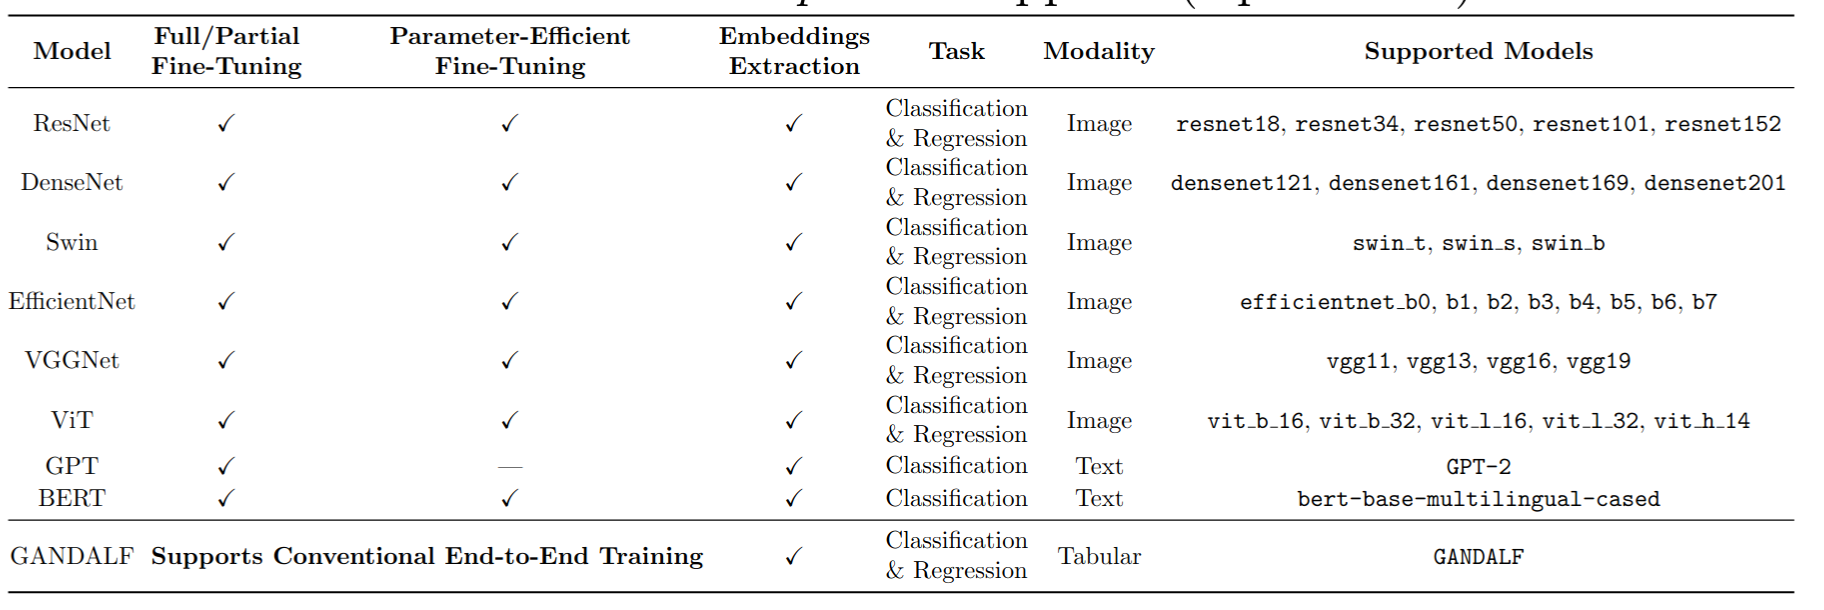 Model Full/Partial Fine-Tuning Parameter-Efficient Fine-Tuning Embeddings Extraction Task Modality Supported Models
ResNet ✓ ✓ ✓ Classification & Regression Image resnet18, resnet34, resnet50, resnet101, resnet152
DenseNet ✓ ✓ ✓ Classification & Regression Image densenet121, densenet161, densenet169, densenet201
Swin ✓ ✓ ✓ Classification & Regression Image swin_t, swin_s, swin_b
EfficientNet ✓ ✓ ✓ Classification & Regression Image efficientnet_b0, b1, b2, b3, b4, b5, b6, b7
VGGNet ✓ ✓ ✓ Classification & Regression Image vgg11, vgg13, vgg16, vgg19
ViT ✓ ✓ ✓ Classification & Regression Image vit_b_16, vit_b_32, vit_l_16, vit_l_32, vit_h_14
GPT ✓ — ✓ Classification Text GPT-2
BERT ✓ ✓ ✓ Classification Text bert-base-multilingual-cased
GANDALF Supports Conventional End-to-End Training ✓ Classification & Regression Tabular GANDALF